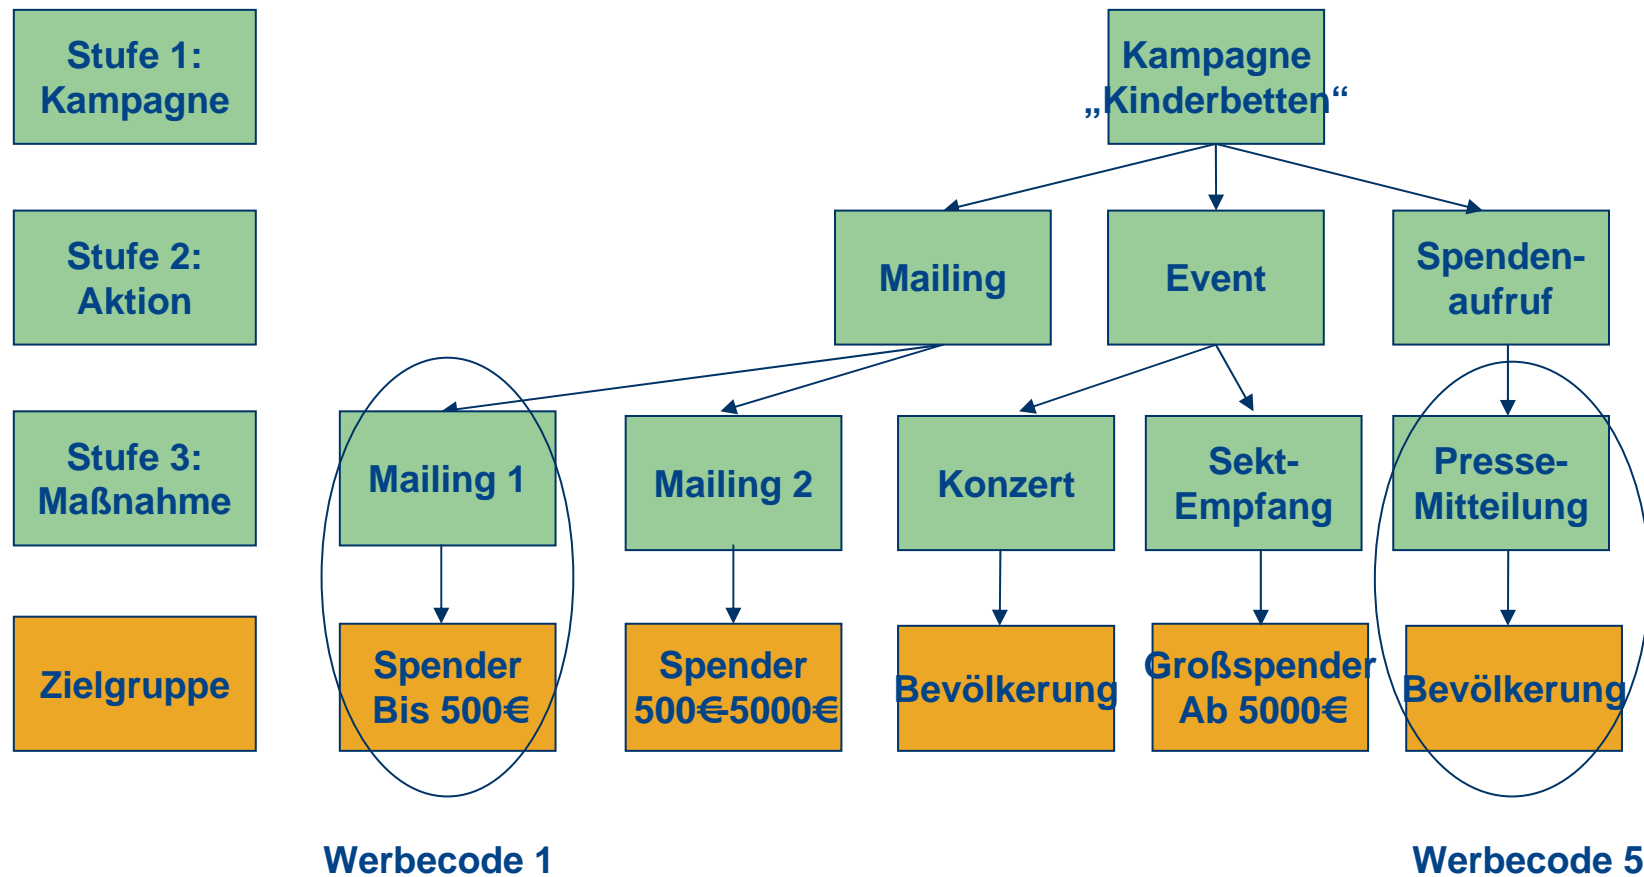 Stufe 1:
Kampagne
Kampagne
„Kinderbetten“
Stufe 2:
Aktion
Mailing
Event
Spenden-
aufruf
Stufe 3:
Maßnahme
Mailing 1
Mailing 2
Konzert
Sekt-
Empfang
Presse-
Mitteilung
Zielgruppe
Spender
Bis 500€
Spender
500€-5000€
Bevölkerung
Großspender
Ab 5000€
Bevölkerung
Werbecode 1
Werbecode 5